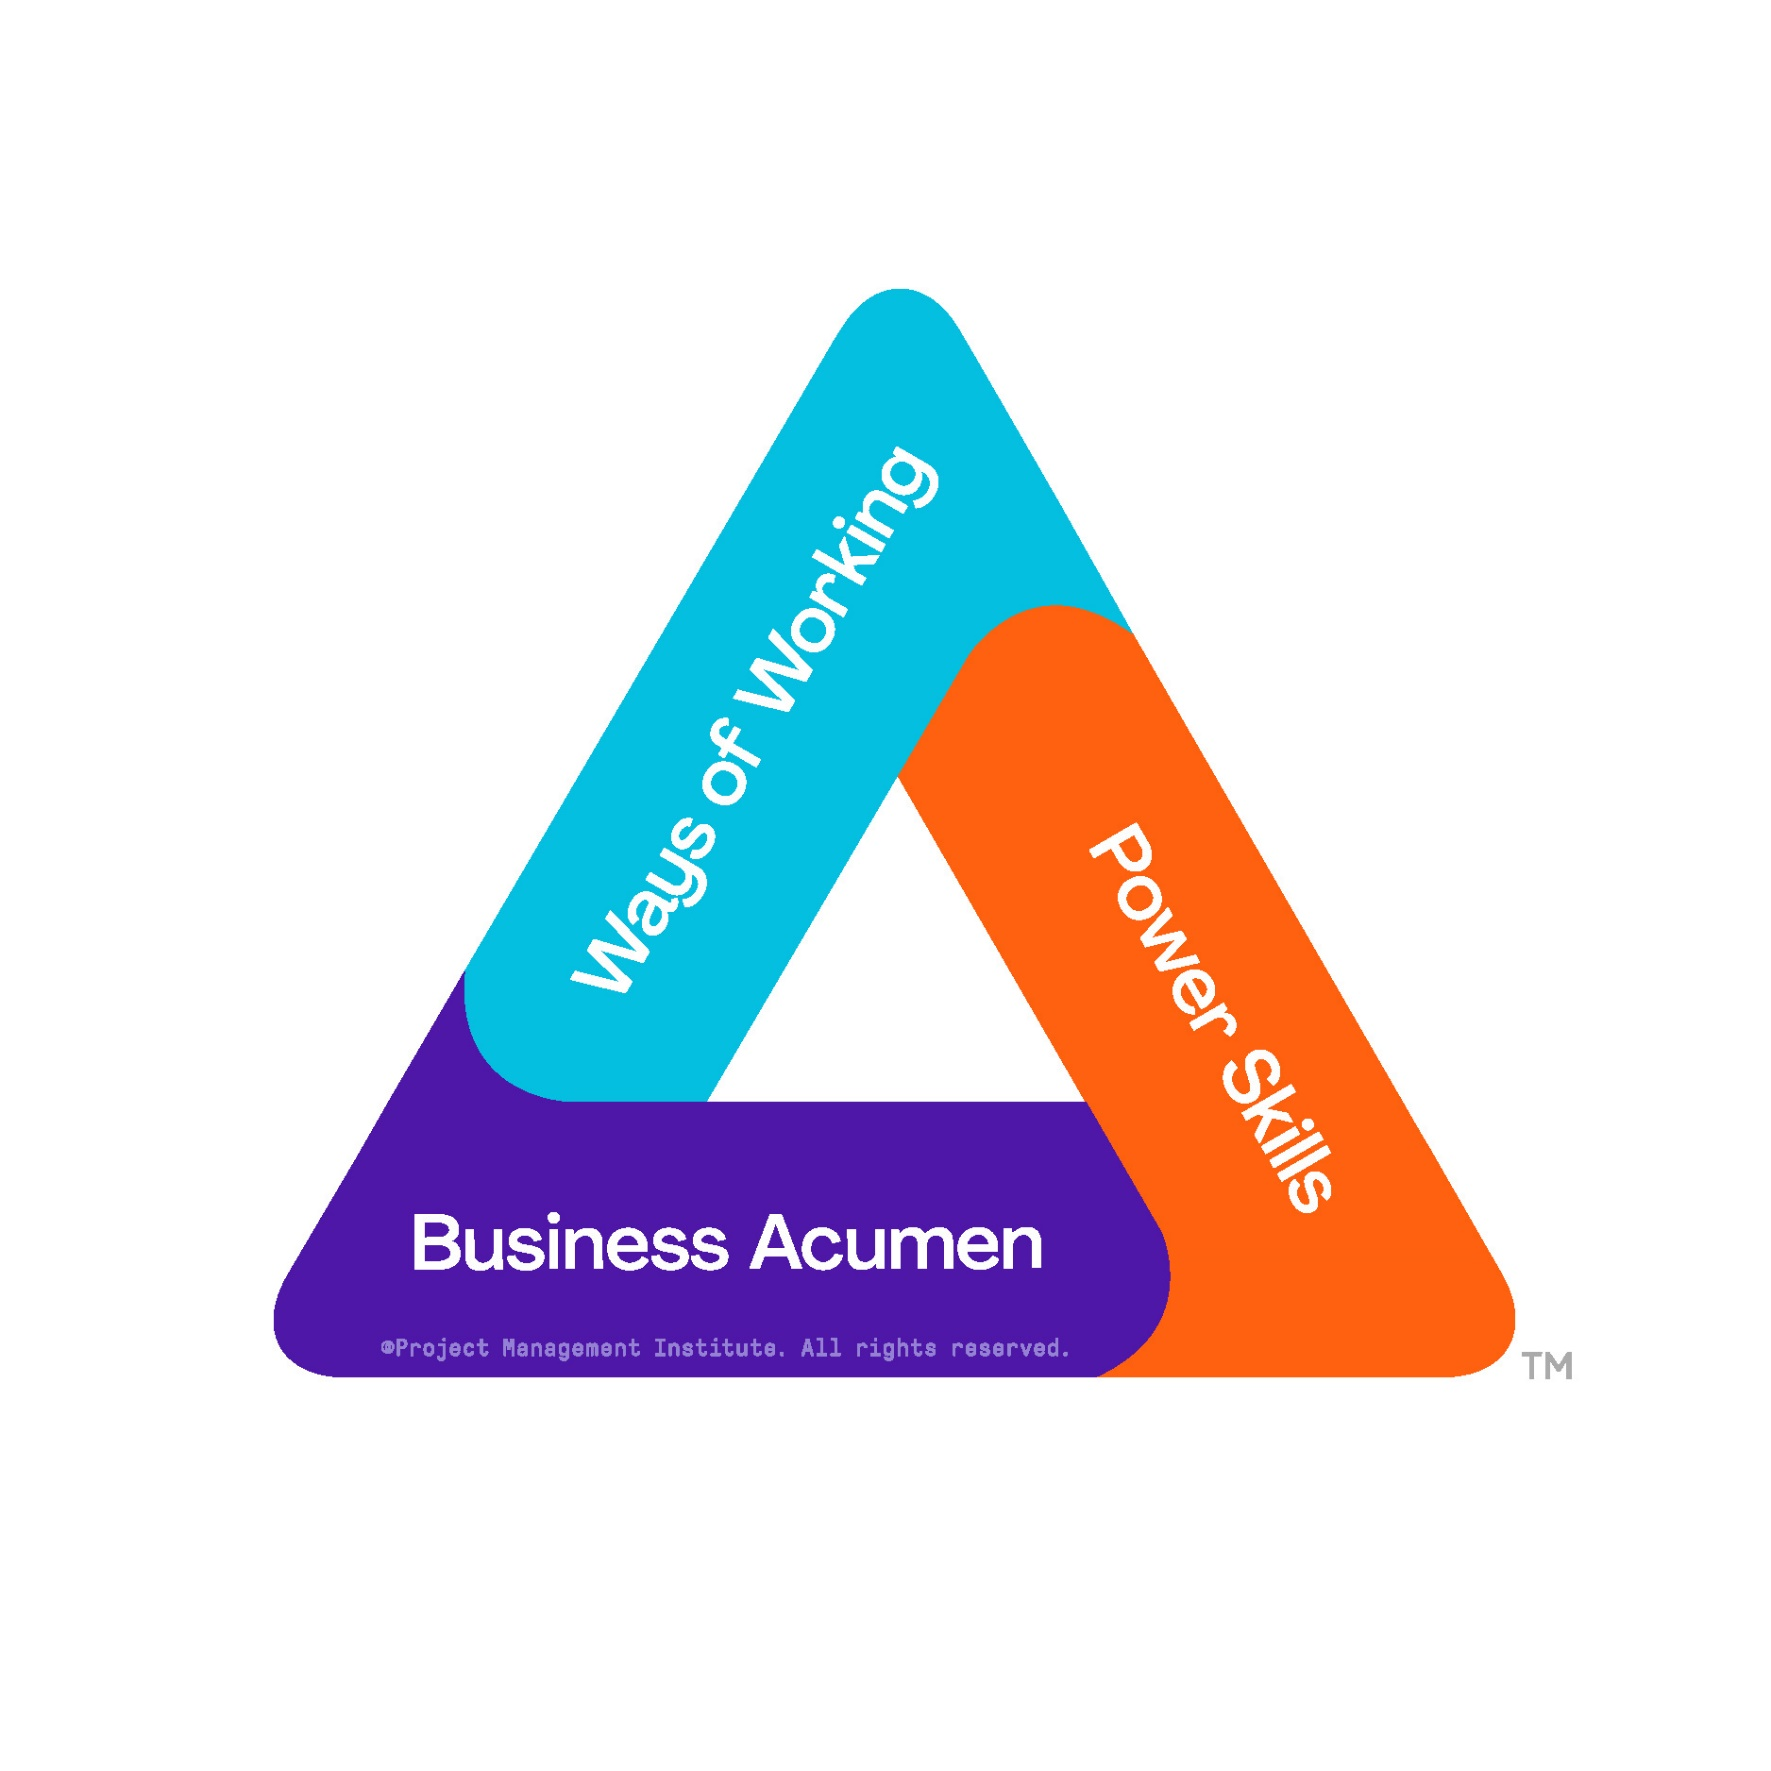 Ways of Working
Power Skills
Business Acumen
©Project Management Institute. All rights reserved.
TM